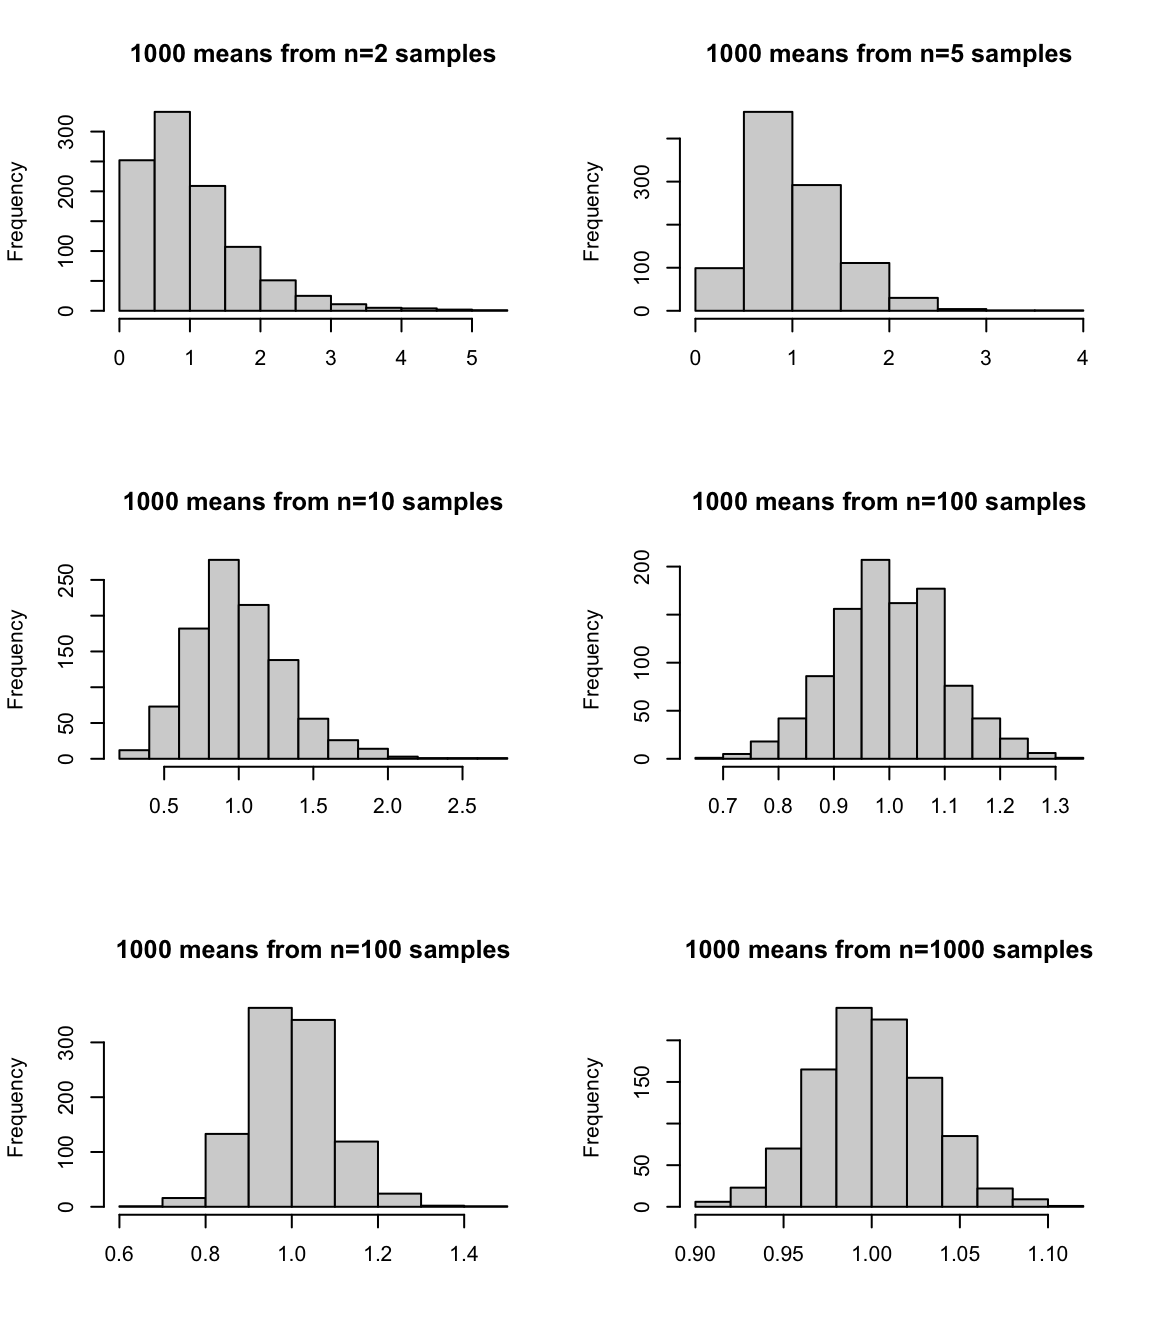 1000 means from n=2 samples
Frequency
0 100 200 300
0 1 2 3 4 5
1000 means from n=5 samples
Frequency
0 100 300
0 1 2 3 4
1000 means from n=10 samples
Frequency
0 50 150 250
0.5 1.0 1.5 2.0 2.5
1000 means from n=100 samples
Frequency
0 50 100 200
0.7 0.8 0.9 1.0 1.1 1.2 1.3
1000 means from n=100 samples
Frequency
0 100 200 300
0.6 0.8 1.0 1.2 1.4
1000 means from n=1000 samples
Frequency
0 50 150
0.90 0.95 1.00 1.05 1.10